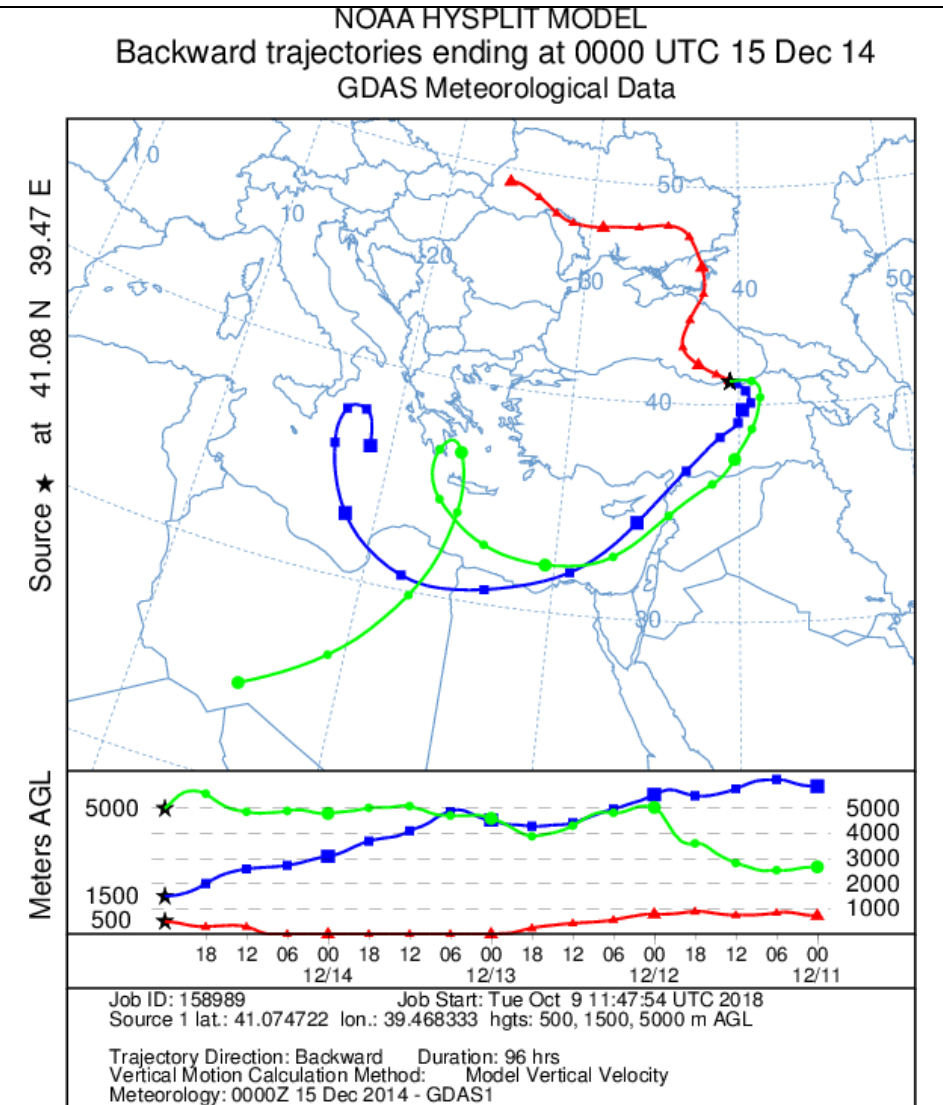 NOAA HYSPLIT MODEL
Backward trajectories ending at 0000 UTC 15 Dec 14
GDAS Meteorological Data
Source ★ at 41.08 N 39.47 E
0
10
20
30
40
50
50
40
30
Meters AGL
5000
1500
500
5000
4000
3000
2000
1000
18 12 06 00 18 12 06 00 18 12 06 00 18 12 06 00
12/14 12/13 12/12 12/11
Job ID: 158989 Job Start: Tue Oct 9 11:47:54 UTC 2018
Source 1 lat.: 41.074722 lon.: 39.468333 hgts: 500, 1500, 5000 m AGL
Trajectory Direction: Backward Duration: 96 hrs
Vertical Motion Calculation Method: Model Vertical Velocity
Meteorology: 0000Z 15 Dec 2014 - GDAS1